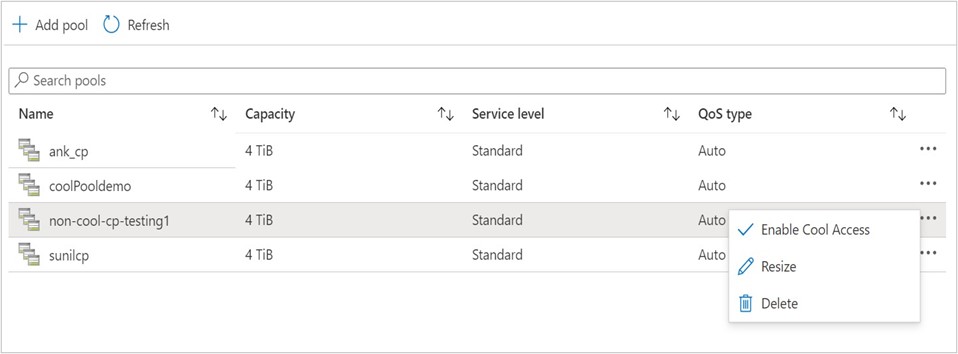 Add pool Refresh
Search pools
Name Capacity Service level QoS type
ank_cp 4 TiB Standard Auto
coolPooldemo 4 TiB Standard Auto
non-cool-cp-testing1 4 TiB Standard Auto
Enable Cool Access
sunilcp 4 TiB Standard Auto
Resize
Delete